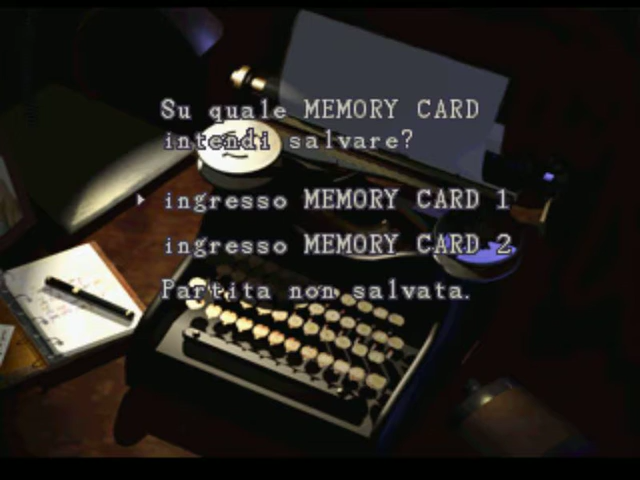 Su quale MEMORY CARD
intendi salvare?
ingresso MEMORY CARD 1
ingresso MEMORY CARD 2
Partita non salvata.